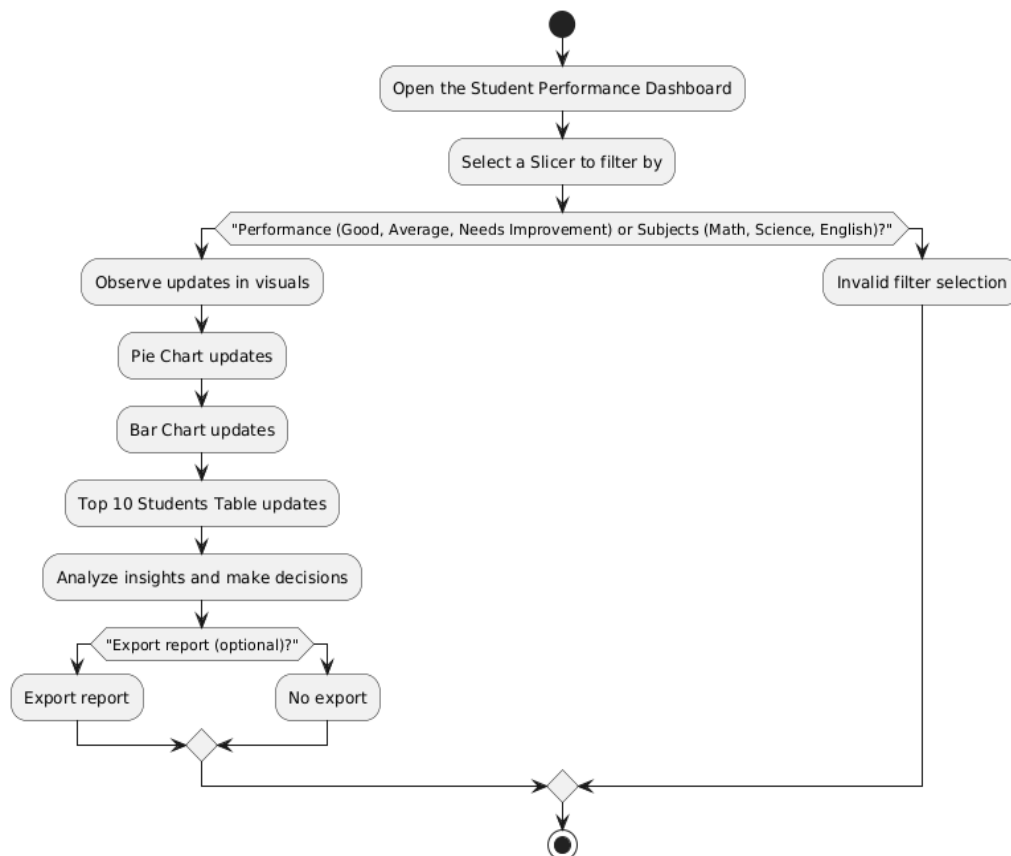 Open the Student Performance Dashboard
Select a Slicer to filter by
"Performance (Good, Average, Needs Improvement) or Subjects (Math, Science, English)?"
Observe updates in visuals
Invalid filter selection
Pie Chart updates
Bar Chart updates
Top 10 Students Table updates
Analyze insights and make decisions
"Export report (optional)?"
Export report
No export